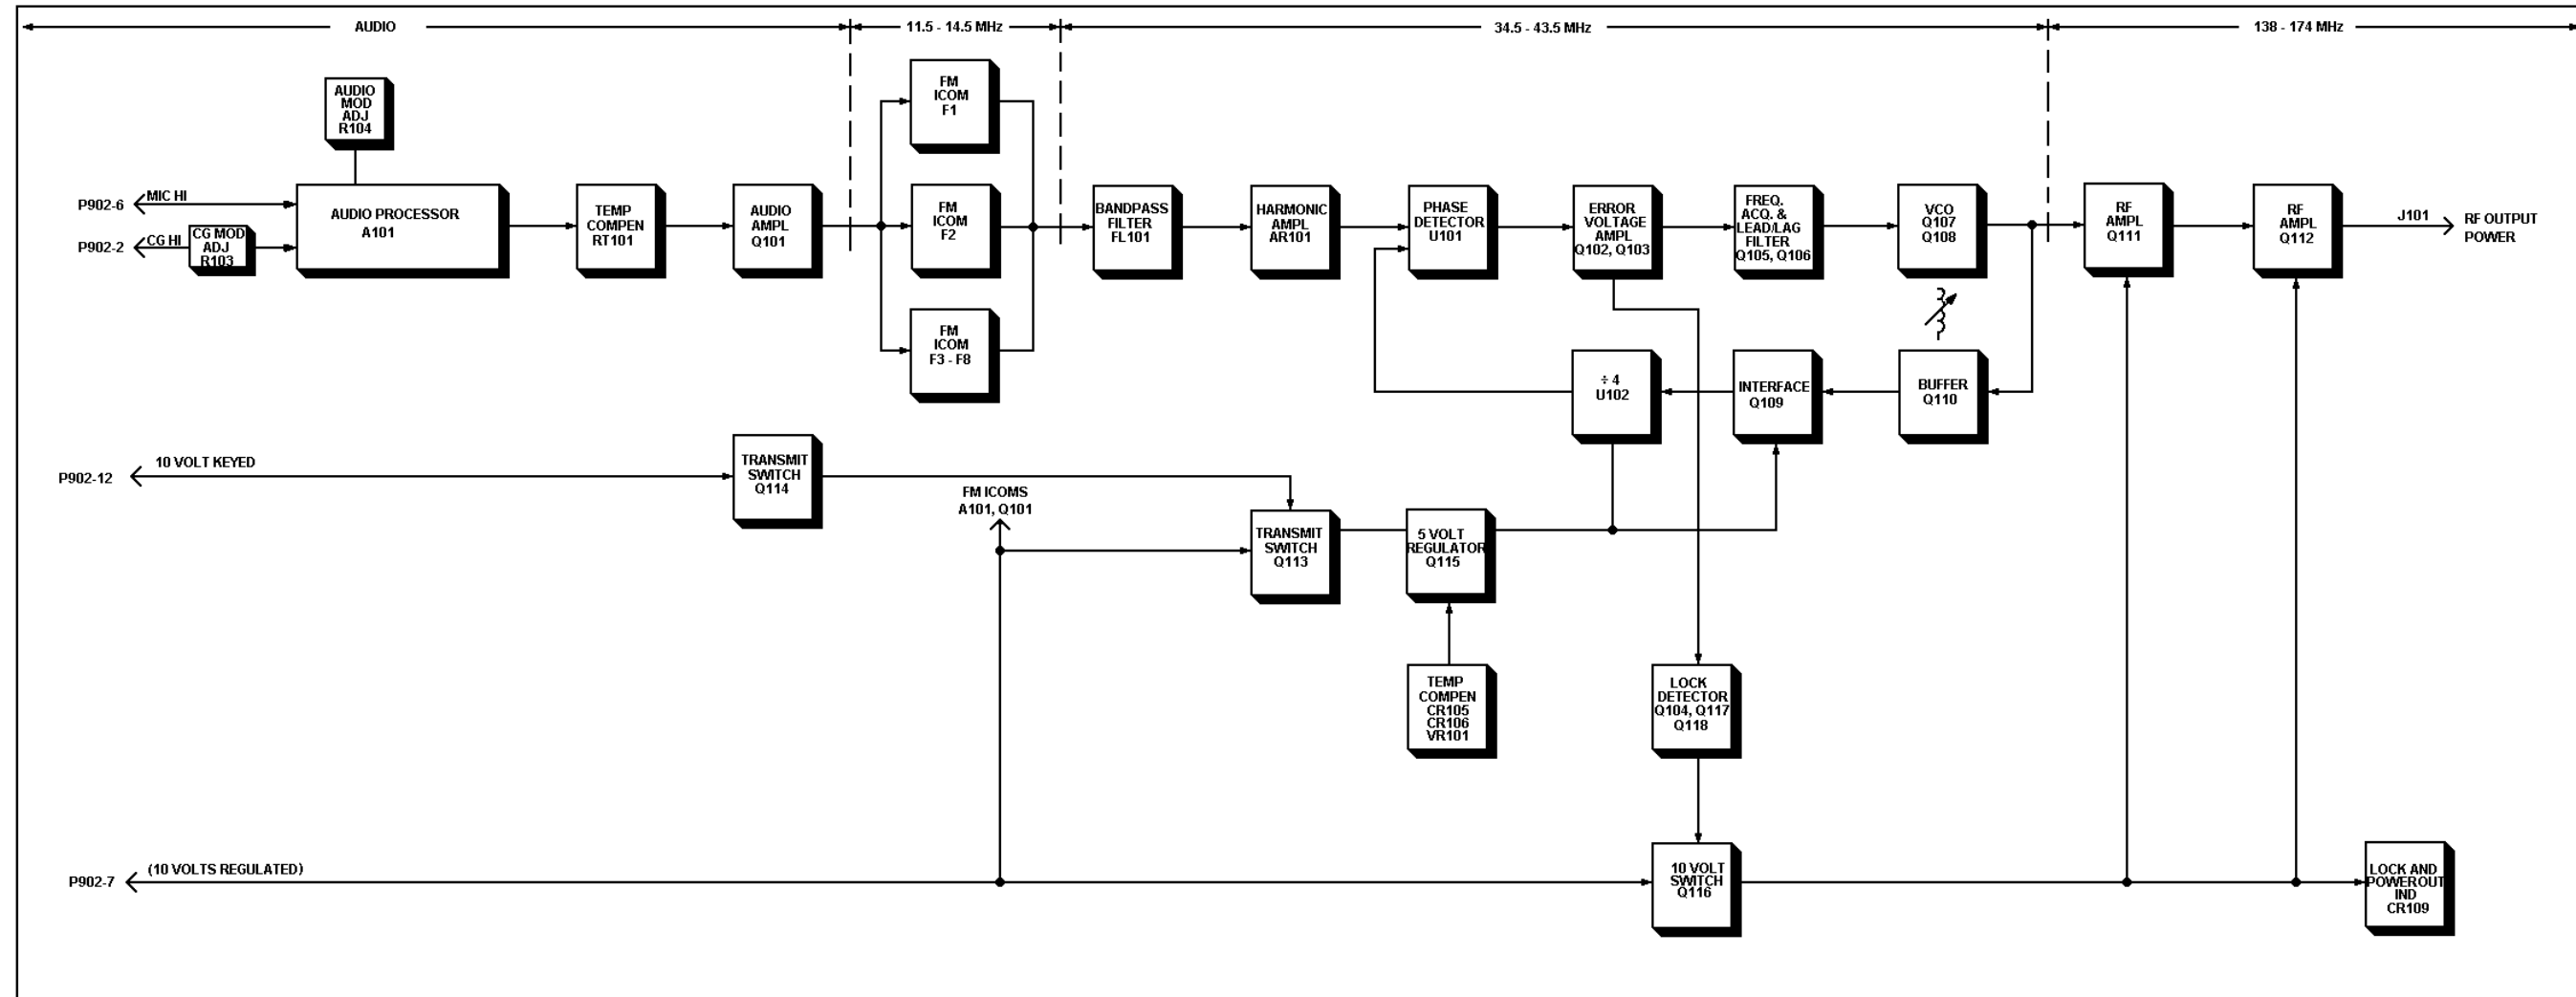 AUDIO
11.5 - 14.5 MHz
34.5 - 43.5 MHz
138 - 174 MHz
AUDIO
MOD
ADJ
R104
P902-6
MIC HI
P902-2
CG HI
CG MOD
ADJ
R103
AUDIO PROCESSOR
A101
TEMP
COMPEN
RT101
AUDIO
AMPL
Q101
FM
ICOM
F1
FM
ICOM
F2
FM
ICOM
F3 - F8
BANDPASS
FILTER
FL101
HARMONIC
AMPL
AR101
PHASE
DETECTOR
U101
ERROR
VOLTAGE
AMPL
Q102, Q103
FREQ.
ACQ. &
LEAD/LAG
FILTER
Q105, Q106
VCO
Q107
Q108
RF
AMPL
Q111
RF
AMPL
Q112
J101
RF OUTPUT
POWER
÷ 4
U102
INTERFACE
Q109
BUFFER
Q110
P902-12
10 VOLT KEYED
TRANSMIT
SWITCH
Q114
FM ICOMS
A101, Q101
TRANSMIT
SWITCH
Q113
5 VOLT
REGULATOR
Q115
TEMP
COMPEN
CR105
CR106
VR101
LOCK
DETECTOR
Q104, Q117
Q118
P902-7
(10 VOLTS REGULATED)
10 VOLT
SWITCH
Q116
LOCK AND
POWEROUT
IND
CR109